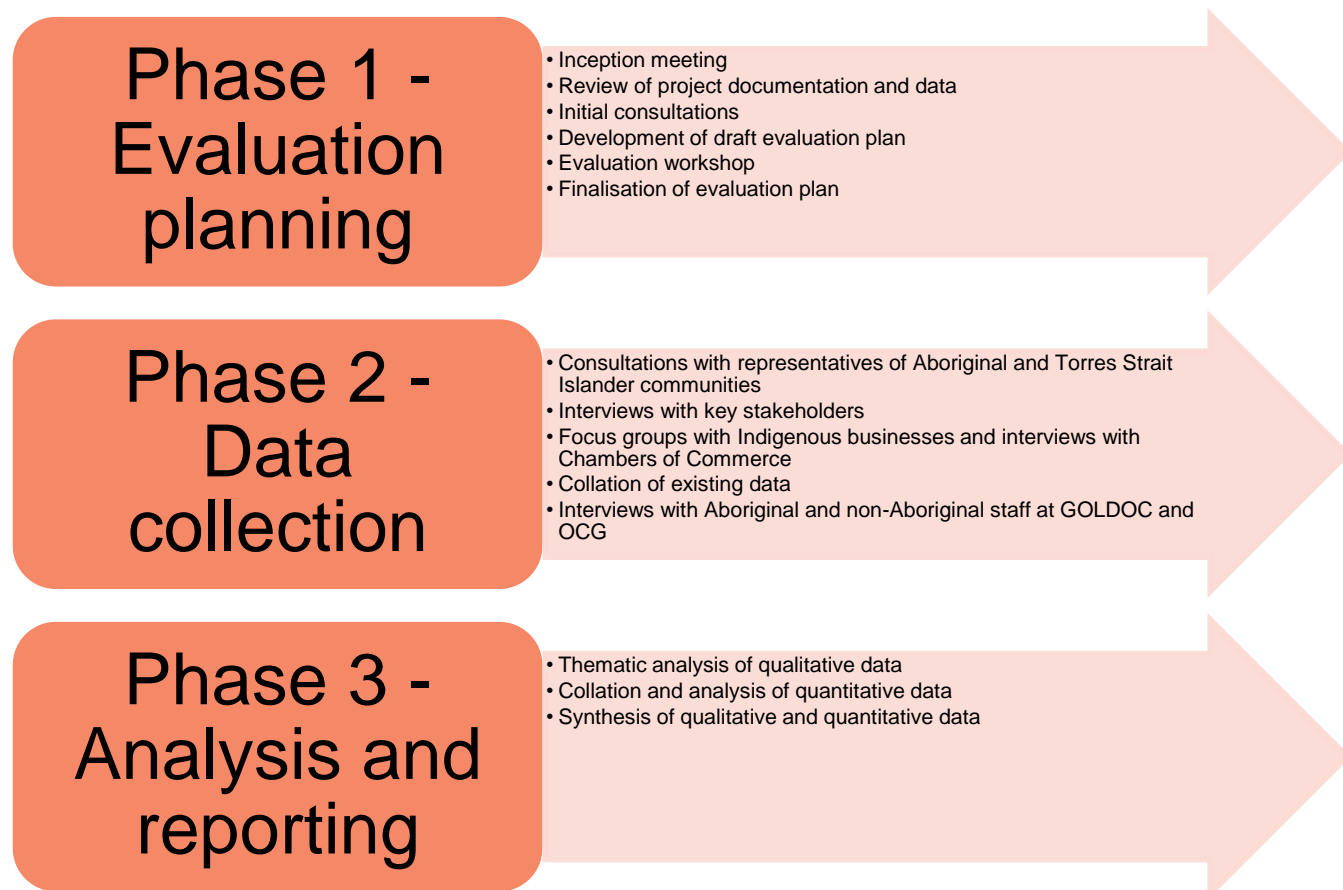 Phase 1 -
Evaluation
planning
• Inception meeting
• Review of project documentation and data
• Initial consultations
• Development of draft evaluation plan
• Evaluation workshop
• Finalisation of evaluation plan
Phase 2 -
Data
collection
• Consultations with representatives of Aboriginal and Torres Strait
Islander communities
• Interviews with key stakeholders
• Focus groups with Indigenous businesses and interviews with
Chambers of Commerce
• Collation of existing data
• Interviews with Aboriginal and non-Aboriginal staff at GOLDOC and
OCG
Phase 3 -
Analysis and
reporting
• Thematic analysis of qualitative data
• Collation and analysis of quantitative data
• Synthesis of qualitative and quantitative data